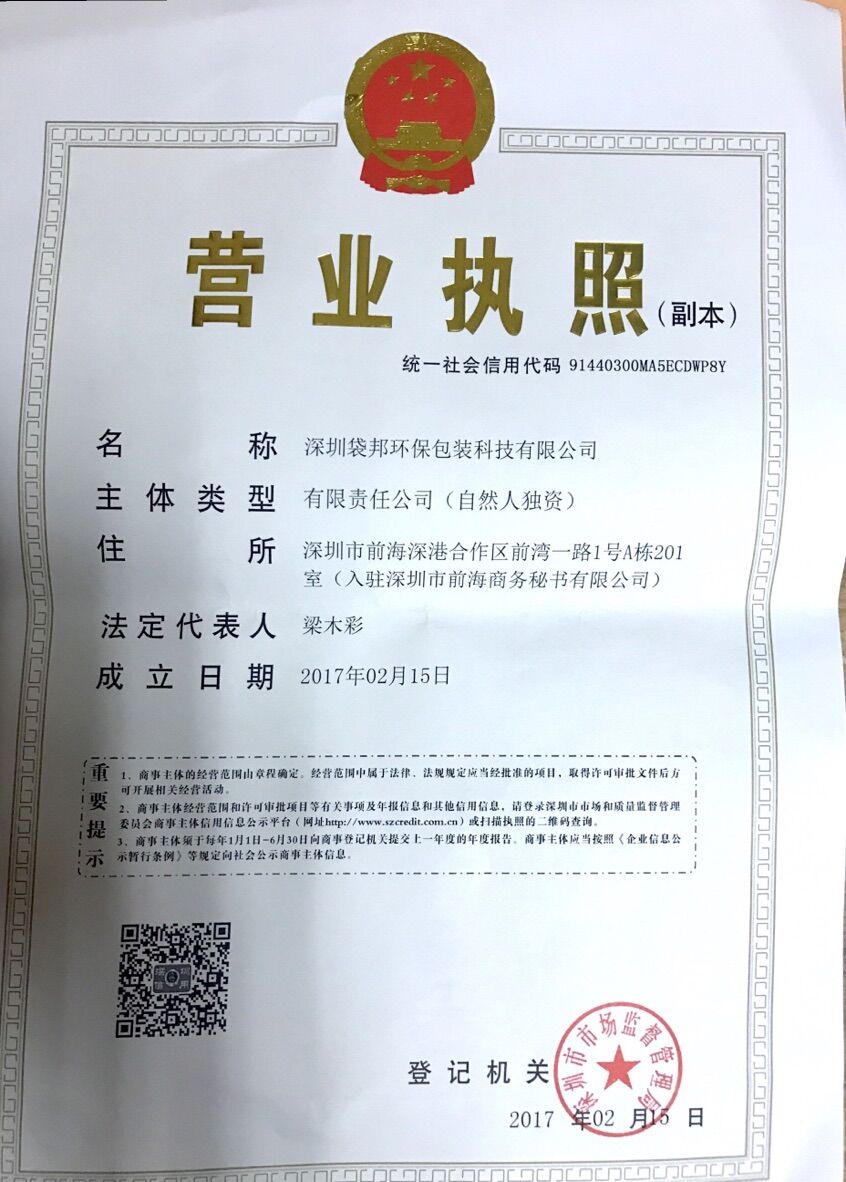 营业执照(副本)
统一社会信用代码 91440300MA5ECDWP8Y
名称 深圳袋邦环保包装科技有限公司
主体类型 有限责任公司（自然人独资）
住所 深圳市前海深港合作区前湾一路1号A栋201
室（入驻深圳市前海商务秘书有限公司）
法定代表人 梁木彩
成立日期 2017年02月15日
重要提示
1、商事主体的经营范围由章程确定。经营范围中属于法律、法规规定应当经批准的项目，取得许可审批文件后方
可开展相关经营活动。
2、商事主体经营范围和许可审批项目等有关事项及年报信息和其他信用信息，请登录深圳市市场和质量监督管理
委员会商事主体信用信息公示平台（网址http://www.szcredit.com.cn）或扫描执照的二维码查询。
3、商事主体须于每年1月1日-6月30日向商事登记机关提交上一年度的年度报告。商事主体应当按照《企业信息公
示暂行条例》等规定向社会公示商事主体信息。
深圳
信用
登记机关
深圳市市场监督管理局
2017 年02 月15 日